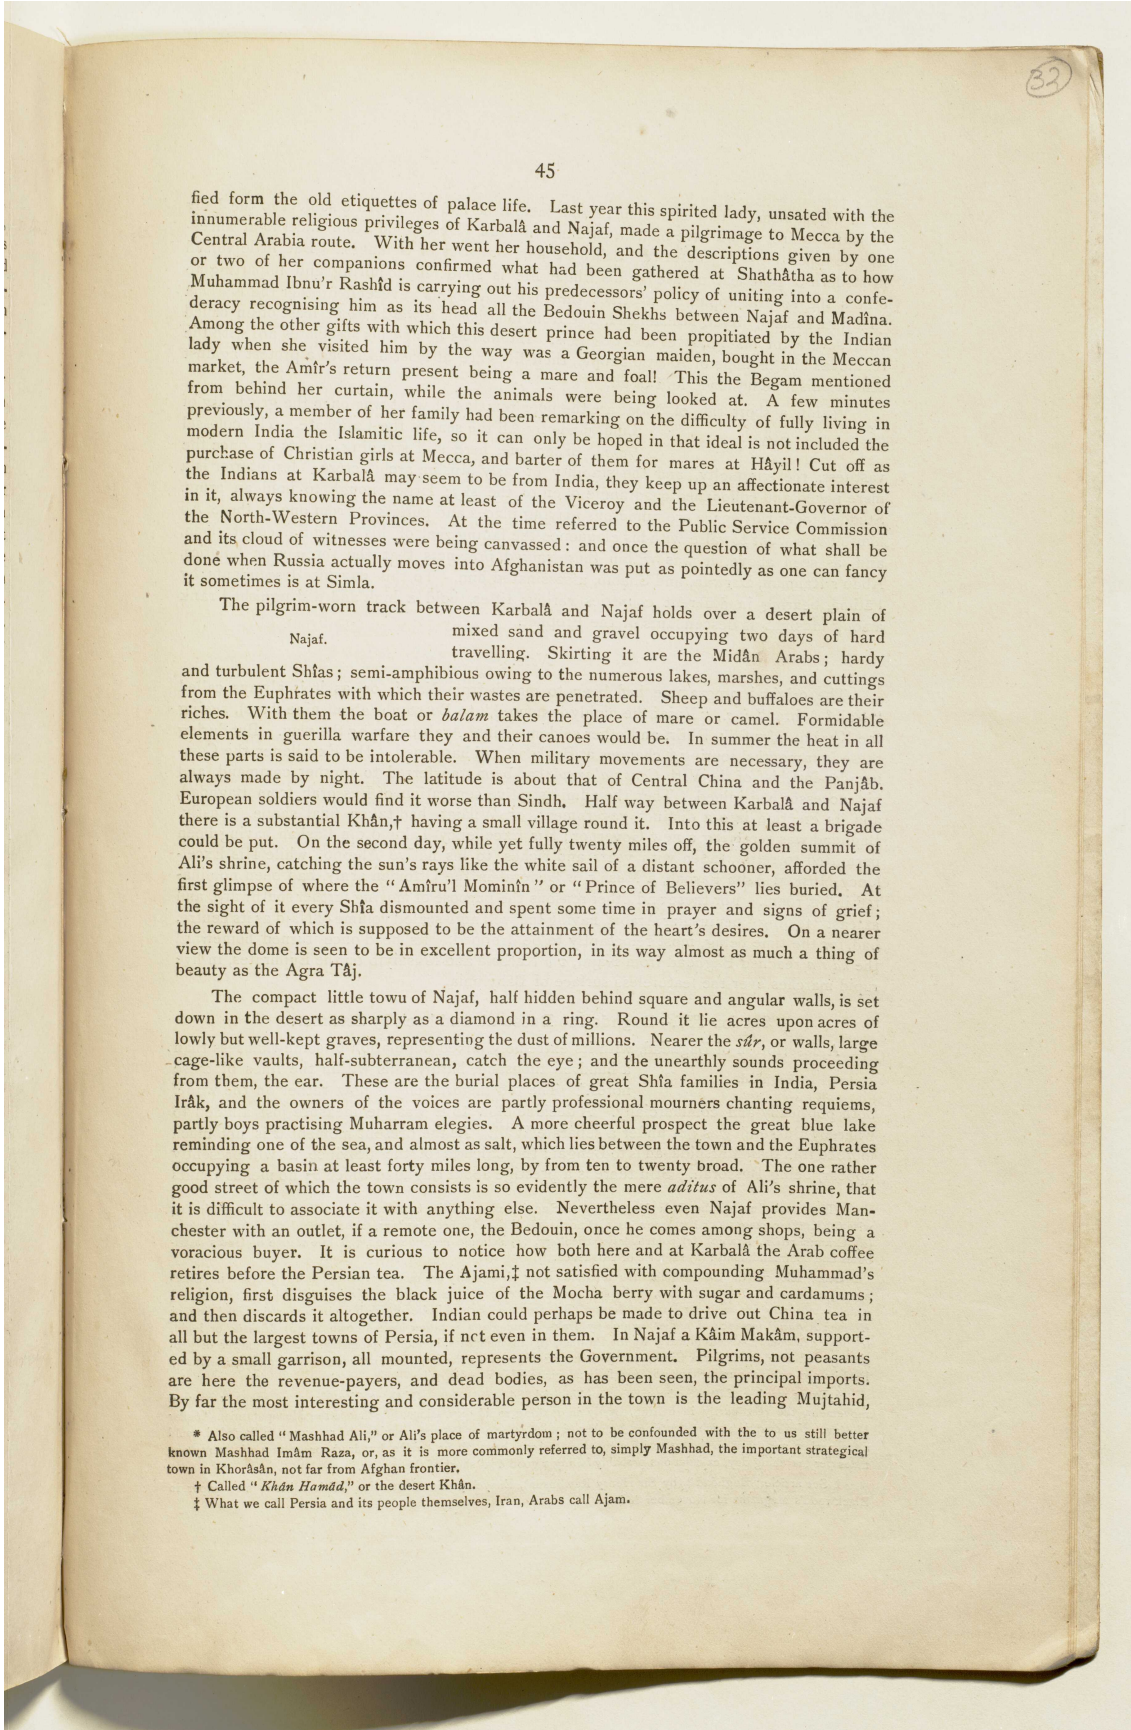 32
45
fied form the old etiquettes of palace life. Last year this spirited lady, unsated with the
innumerable religious privileges of Karbalâ and Najaf, made a pilgrimage to Mecca by the
Central Arabia route. With her went her household, and the descriptions given by one
or two of her companions confirmed what had been gathered at Shathâtha as to how
Muhammad Ibnu'r Rashîd is carrying out his predecessors' policy of uniting into a confe-
deracy recognising him as its head all the Bedouin Shekhs between Najaf and Madîna.
Among the other gifts with which this desert prince had been propitiated by the Indian
lady when she visited him by the way was a Georgian maiden, bought in the Meccan
market, the Amîr's return present being a mare and foal! This the Begam mentioned
from behind her curtain, while the animals were being looked at. A few minutes
previously, a member of her family had been remarking on the difficulty of fully living in
modern India the Islamitic life, so it can only be hoped in that ideal is not included the
purchase of Christian girls at Mecca, and barter of them for mares at Hâyil! Cut off as
the Indians at Karbalâ may seem to be from India, they keep up an affectionate interest
in it, always knowing the name at least of the Viceroy and the Lieutenant-Governor of
the North-Western Provinces. At the time referred to the Public Service Commission
and its cloud of witnesses were being canvassed: and once the question of what shall be
done when Russia actually moves into Afghanistan was put as pointedly as one can fancy
it sometimes is at Simla.
The pilgrim-worn track between Karbalâ and Najaf holds over a desert plain of
Najaf.
mixed sand and gravel occupying two days of hard
travelling. Skirting it are the Midân Arabs; hardy
and turbulent Shîas; semi-amphibious owing to the numerous lakes, marshes, and cuttings
from the Euphrates with which their wastes are penetrated. Sheep and buffaloes are their
riches. With them the boat or balam takes the place of mare or camel. Formidable
elements in guerilla warfare they and their canoes would be. In summer the heat in all
these parts is said to be intolerable. When military movements are necessary, they are
always made by night. The latitude is about that of Central China and the Panjâb.
European soldiers would find it worse than Sindh. Half way between Karbalâ and Najaf
there is a substantial Khân,† having a small village round it. Into this at least a brigade
could be put. On the second day, while yet fully twenty miles off, the golden summit of
Ali's shrine, catching the sun's rays like the white sail of a distant schooner, afforded the
first glimpse of where the "Amîru'l Mominîn" or "Prince of Believers" lies buried. At
the sight of it every Shîa dismounted and spent some time in prayer and signs of grief;
the reward of which is supposed to be the attainment of the heart's desires. On a nearer
view the dome is seen to be in excellent proportion, in its way almost as much a thing of
beauty as the Agra Tâj.
The compact little towu of Najaf, half hidden behind square and angular walls, is set
down in the desert as sharply as a diamond in a ring. Round it lie acres upon acres of
lowly but well-kept graves, representing the dust of millions. Nearer the sûr, or walls, large
cage-like vaults, half-subterranean, catch the eye; and the unearthly sounds proceeding
from them, the ear. These are the burial places of great Shîa families in India, Persia
Irâk, and the owners of the voices are partly professional mourners chanting requiems,
partly boys practising Muharram elegies. A more cheerful prospect the great blue lake
reminding one of the sea, and almost as salt, which lies between the town and the Euphrates
occupying a basin at least forty miles long, by from ten to twenty broad. The one rather
good street of which the town consists is so evidently the mere aditus of Ali's shrine, that
it is difficult to associate it with anything else. Nevertheless even Najaf provides Man-
chester with an outlet, if a remote one, the Bedouin, once he comes among shops, being a
voracious buyer. It is curious to notice how both here and at Karbalâ the Arab coffee
retires before the Persian tea. The Ajami,‡ not satisfied with compounding Muhammad's
religion, first disguises the black juice of the Mocha berry with sugar and cardamums;
and then discards it altogether. Indian could perhaps be made to drive out China tea in
all but the largest towns of Persia, if nct even in them. In Najaf a Kâim Makâm, support-
ed by a small garrison, all mounted, represents the Government. Pilgrims, not peasants
are here the revenue-payers, and dead bodies, as has been seen, the principal imports.
By far the most interesting and considerable person in the town is the leading Mujtahid,
* Also called "Mashhad Ali," or Ali's place of martyrdom; not to be confounded with the to us still better
known Mashhad Imâm Raza, or, as it is more commonly referred to, simply Mashhad, the important strategical
town in Khorâsân, not far from Afghan frontier.
† Called "Khân Hamâd," or the desert Khân.
‡ What we call Persia and its people themselves, Iran, Arabs call Ajam.